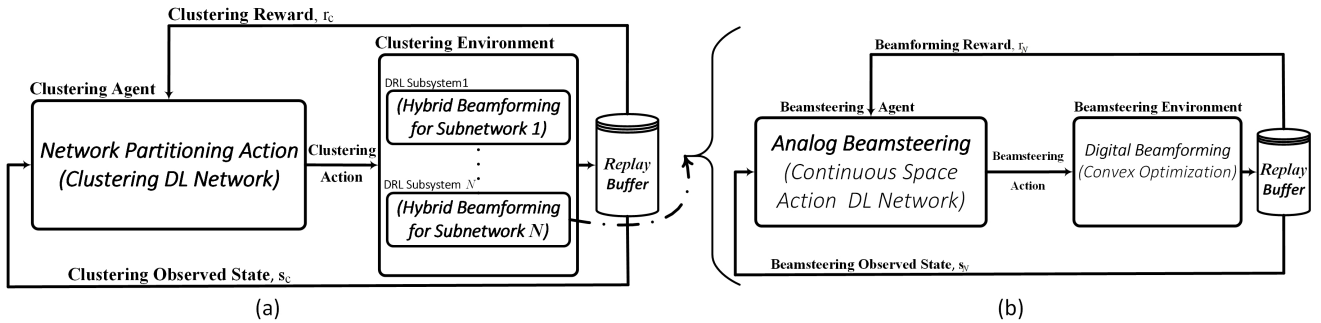 Clustering Reward, r_C
Clustering Environment
Clustering Agent
Network Partitioning Action
(Clustering DL Network)
Clustering
Action
DRL Subsystem1
(Hybrid Beamforming
for Subnetwork 1)
DRL Subsystem N
(Hybrid Beamforming
for Subnetwork N)
Replay
Buffer
Clustering Observed State, s_C
(a)
Beamforming Reward, r_N
Beamsteering Agent
Beamsteering Environment
Analog Beamsteering
(Continuous Space
Action DL Network)
Beamsteering
Action
Digital Beamforming
(Convex Optimization)
Replay
Buffer
Beamsteering Observed State, s_N
(b)